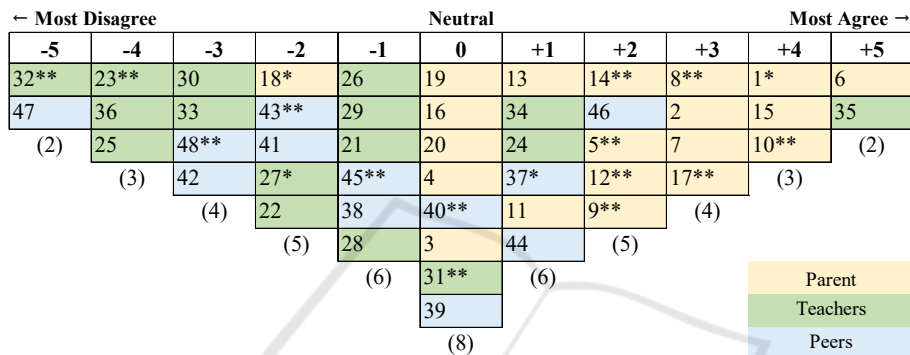 ← Most Disagree Neutral Most Agree →
-5 -4 -3 -2 -1 0 +1 +2 +3 +4 +5
32** 23** 30 18* 26 19 13 14** 8** 1* 6
47 36 33 43** 29 16 34 46 2 15 35
(2) 25 48** 41 21 20 24 5** 7 10** (2)
(3) 42 27* 45** 4 37* 12** 17** (3)
(4) 22 38 40** 11 9** (4)
(5) 28 3 44 (5)
(6) 31** (6)
39
(8)
Parent
Teachers
Peers